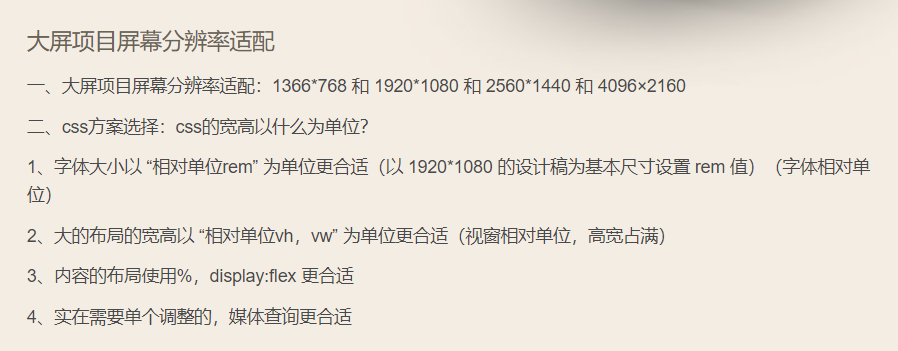 大屏项目屏幕分辨率适配
一、大屏项目屏幕分辨率适配：1366*768 和 1920*1080 和 2560*1440 和 4096×2160
二、css方案选择：css的宽高以什么为单位？
1、字体大小以 “相对单位rem” 为单位更合适（以 1920*1080 的设计稿为基本尺寸设置 rem 值）（字体相对单
位）
2、大的布局的宽高以 “相对单位vh，vw” 为单位更合适（视窗相对单位，高宽占满）
3、内容的布局使用%，display:flex 更合适
4、实在需要单个调整的，媒体查询更合适